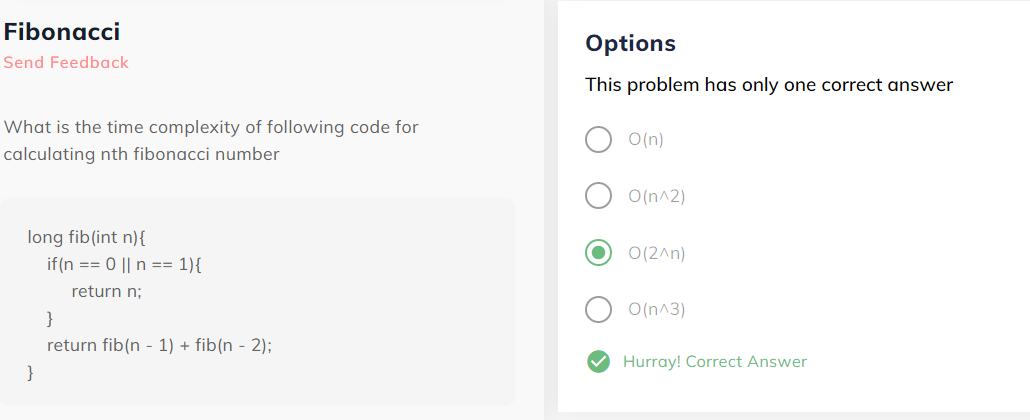 Fibonacci
Send Feedback
What is the time complexity of following code for
calculating nth fibonacci number
long fib(int n){
if(n == 0 || n == 1){
return n;
}
return fib(n - 1) + fib(n - 2);
}
Options
This problem has only one correct answer
O(n)
O(n^2)
O(2^n)
O(n^3)
Hurray! Correct Answer